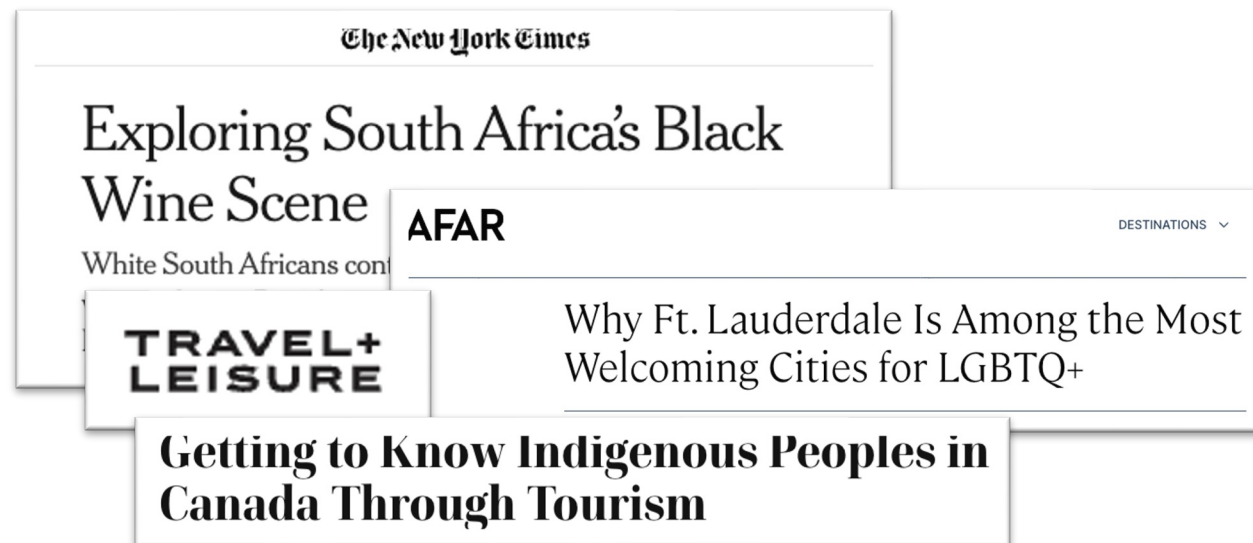 The New York Times
Exploring South Africa's Black
Wine Scene
White South Africans
AFAR
DESTINATIONS
Why Ft. Lauderdale Is Among the Most
Welcoming Cities for LGBTQ+
TRAVEL+
LEISURE
Getting to Know Indigenous Peoples in
Canada Through Tourism